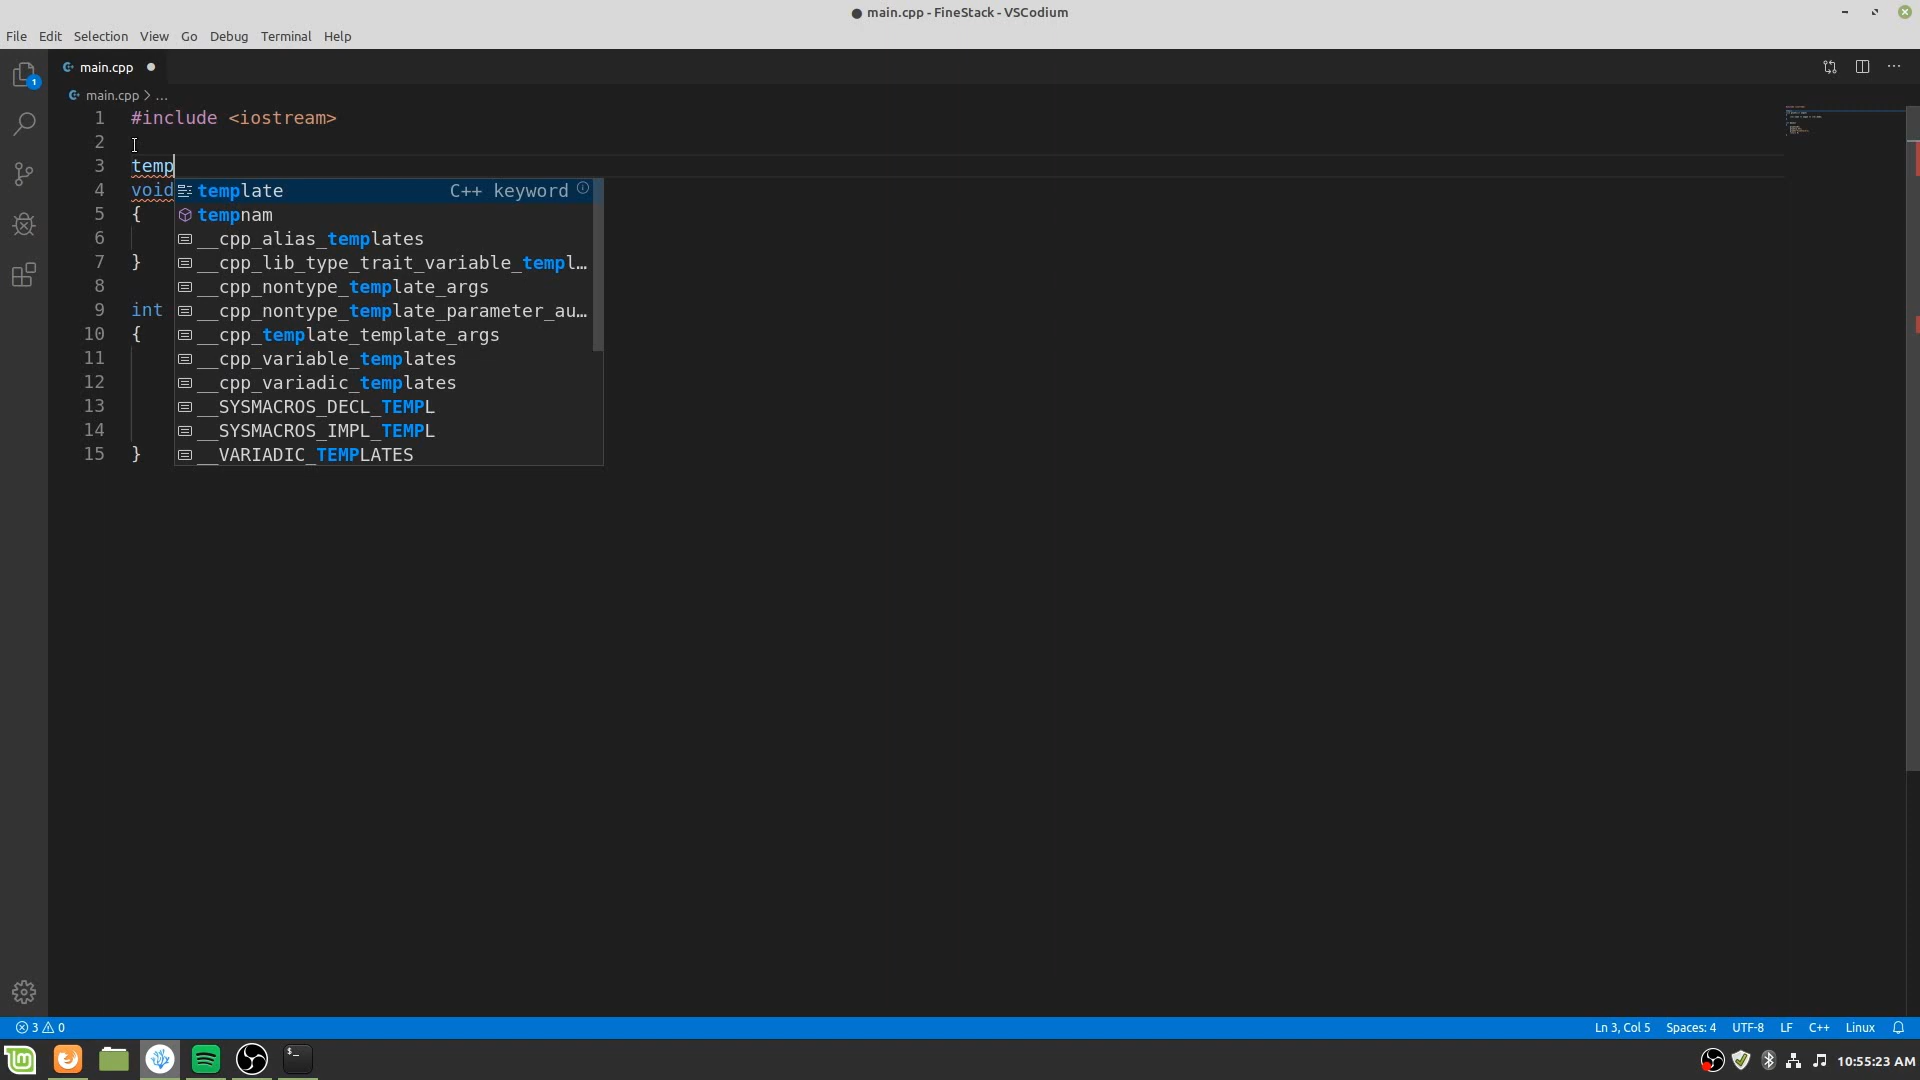 main.cpp - FineStack - VSCodium
File Edit Selection View Go Debug Terminal Help
main.cpp
main.cpp > ...
1 #include <iostream>
2
3 temp
4 void template C++ keyword
5 { tempnam
6 __cpp_alias_templates
7 } __cpp_lib_type_trait_variable_templ...
8 __cpp_nontype_template_args
9 int __cpp_nontype_template_parameter_au...
10 { __cpp_template_template_args
11 __cpp_variable_templates
12 __cpp_variadic_templates
13 __SYSMACROS_DECL_TEMPL
14 __SYSMACROS_IMPL_TEMPL
15 } __VARIADIC_TEMPLATES
1
3 0 Ln 3, Col 5 Spaces: 4 UTF-8 LF C++ Linux
10:55:23 AM